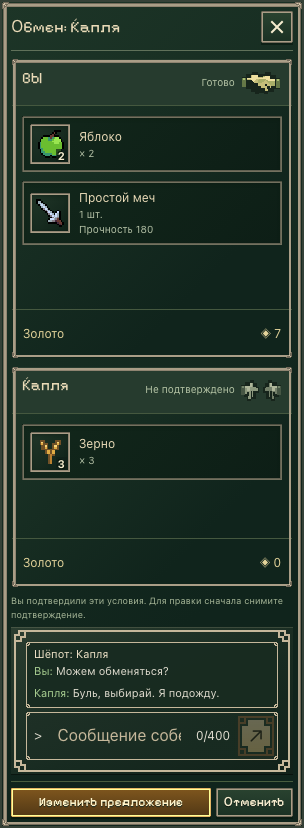 Обмен: Капля
Вы
Готово
2
Яблоко
× 2
Простой меч
1 шт.
Прочность 180
Золото
7
Капля
Не подтверждено
3
Зерно
× 3
Золото
0
Вы подтвердили эти условия. Для правки сначала снимите
подтверждение.
Шёпот: Капля
Вы: Можем обменяться?
Капля: Буль, выбирай. Я подожду.
> Сообщение собе 0/400
Изменить предложение
Отменить